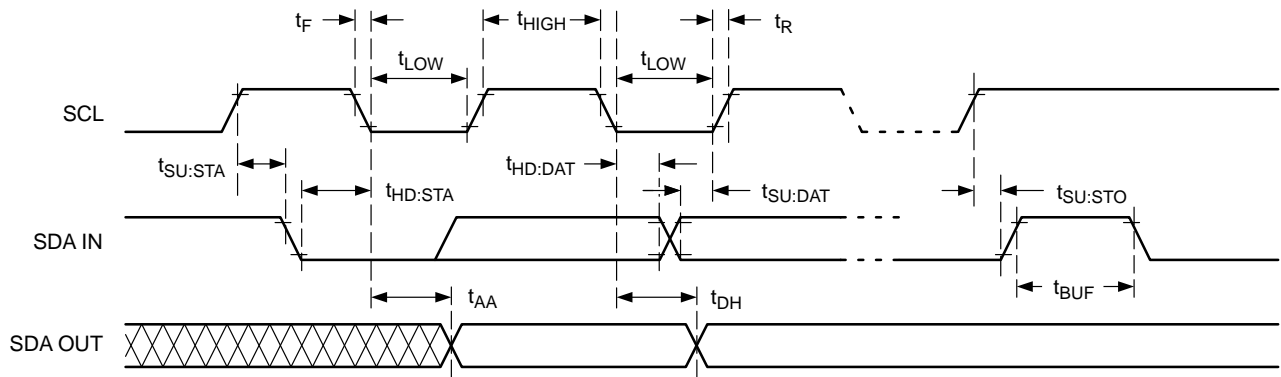 tF
tHIGH
tR
tLOW
tLOW
SCL
tSU:STA
tHD:STA
tHD:DAT
tSU:DAT
tSU:STO
SDA IN
tAA
tDH
tBUF
SDA OUT